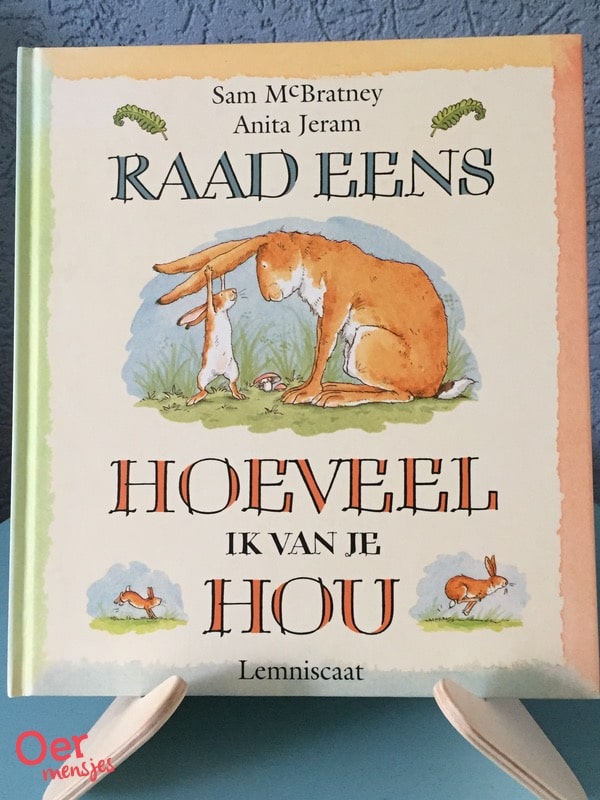 Sam McBratney
Anita Jeram
RAAD EENS
HOEVEEL
IK VAN JE
HOU
Lemniscaat
Oer
mensjes